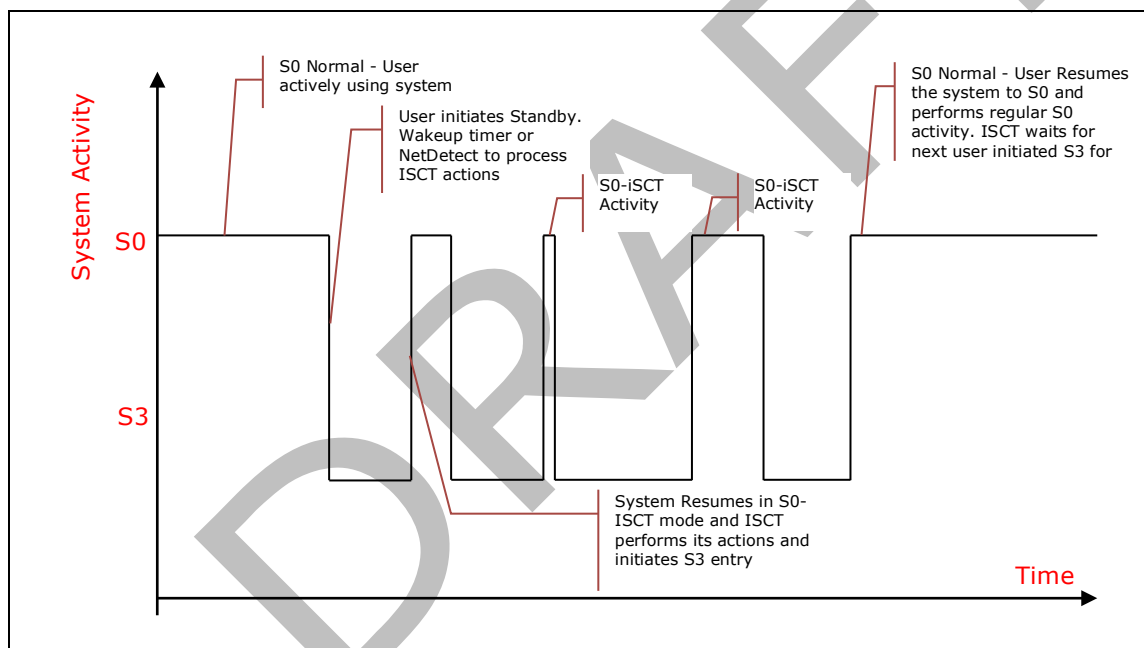 S0 Normal - User
actively using system
User initiates Standby.
Wakeup timer or
NetDetect to process
ISCT actions
S0-iSCT
Activity
S0-iSCT
Activity
S0 Normal - User Resumes
the system to S0 and
performs regular S0
activity. ISCT waits for
next user initiated S3 for
System Activity
S0
S3
System Resumes in S0-
ISCT mode and ISCT
performs its actions and
initiates S3 entry
Time
DRAF